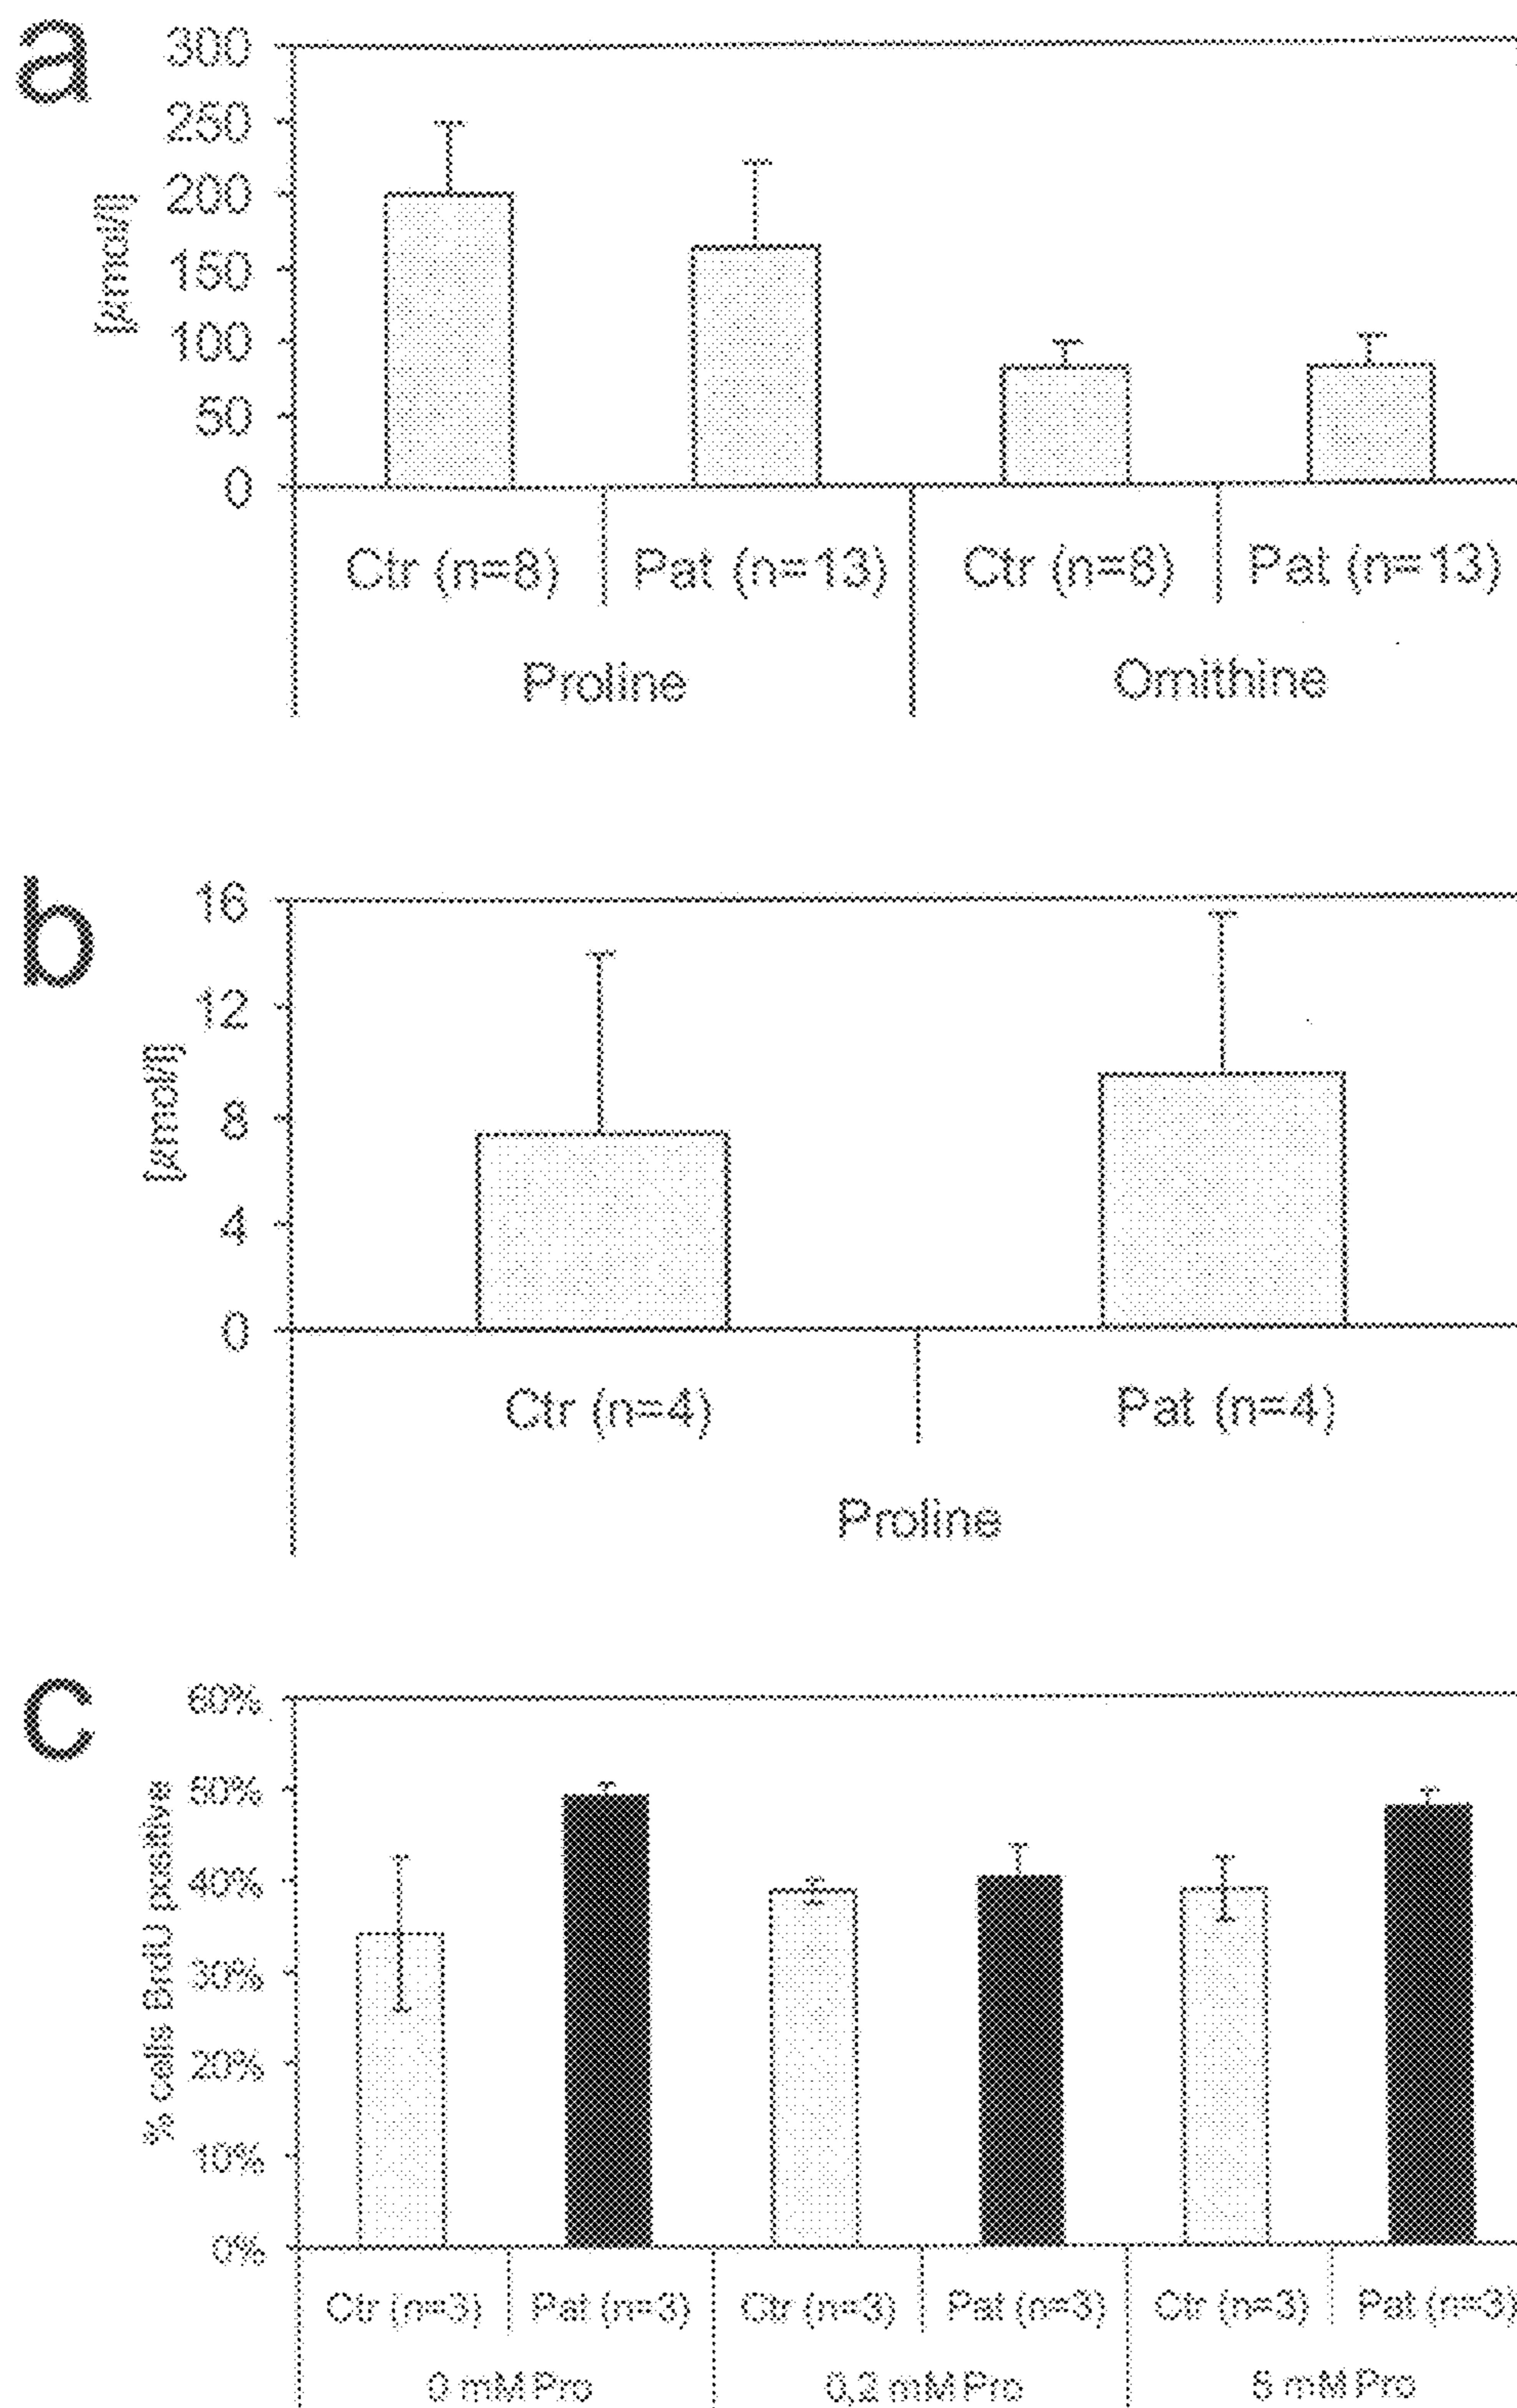 a
300
250
200
150
100
50
0
[µmol/l]
Ctr (n=8) Pat (n=13) Ctr (n=8) Pat (n=13)
Proline Ornithine
b
16
12
8
4
0
[µmol/l]
Ctr (n=4) Pat (n=4)
Proline
c
60%
50%
40%
30%
20%
10%
0%
% cells BrdU positive
Ctr (n=3) Pat (n=3) Ctr (n=3) Pat (n=3) Ctr (n=3) Pat (n=3)
0 mM Pro 0,2 mM Pro 5 mM Pro